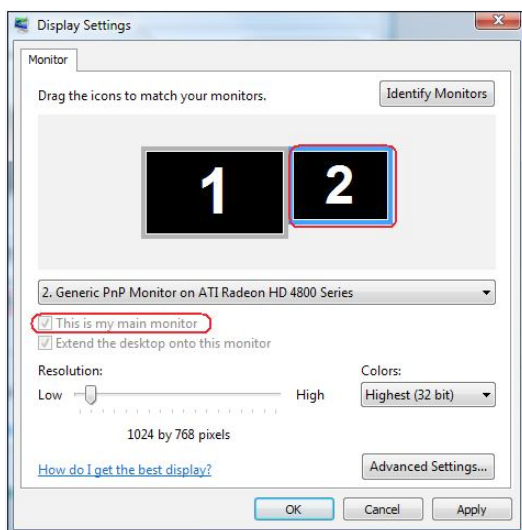 Display Settings
Monitor
Drag the icons to match your monitors.
Identify Monitors
1
2
2. Generic PnP Monitor on ATI Radeon HD 4800 Series
This is my main monitor
Extend the desktop onto this monitor
Resolution:
Colors:
Low
High
Highest (32 bit)
1024 by 768 pixels
How do I get the best display?
Advanced Settings...
OK
Cancel
Apply